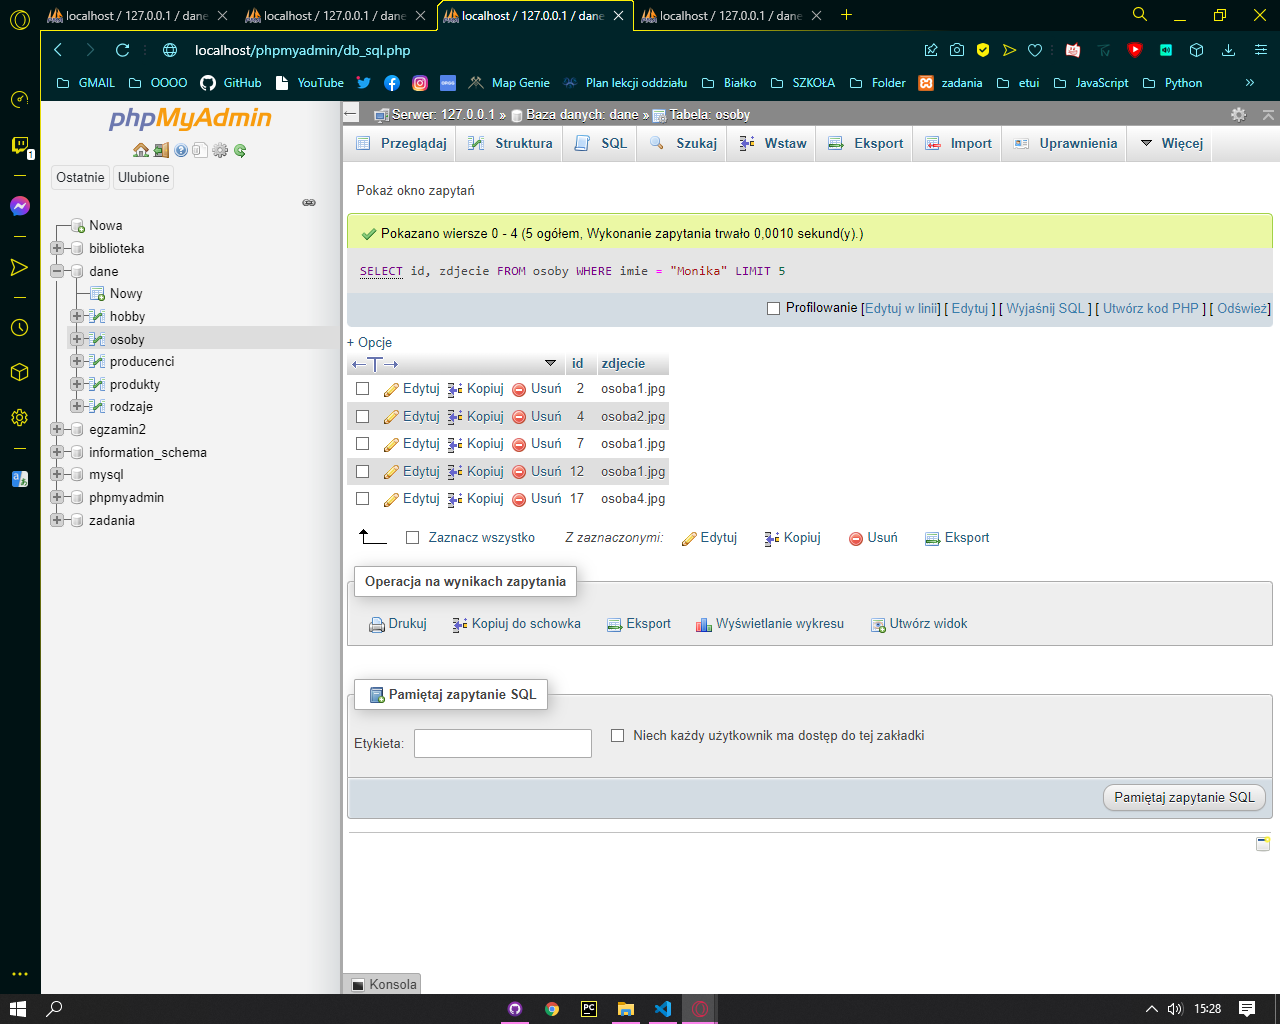 localhost / 127.0.0.1 / dane
localhost / 127.0.0.1 / dane
localhost / 127.0.0.1 / dane
localhost / 127.0.0.1 / dane
localhost/phpmyadmin/db_sql.php
GMAIL
OOOO
GitHub
YouTube
Map Genie
Plan lekcji oddziału
Białko
SZKOŁA
Folder
zadania
etui
JavaScript
Python
»
phpMyAdmin
Ostatnie
Ulubione
Nowa
biblioteka
dane
Nowy
hobby
osoby
producenci
produkty
rodzaje
egzamin2
information_schema
mysql
phpmyadmin
zadania
1
Serwer: 127.0.0.1 » Baza danych: dane » Tabela: osoby
Przeglądaj
Struktura
SQL
Szukaj
Wstaw
Eksport
Import
Uprawnienia
Więcej
Pokaż okno zapytań
Pokazano wiersze 0 - 4 (5 ogółem, Wykonanie zapytania trwało 0,0010 sekund(y).)
SELECT id, zdjecie FROM osoby WHERE imie = "Monika" LIMIT 5
Profilowanie [Edytuj w linii] [ Edytuj ] [ Wyjaśnij SQL ] [ Utwórz kod PHP ] [ Odśwież]
+ Opcje
←T→ id zdjecie
Edytuj Kopiuj Usuń 2 osoba1.jpg
Edytuj Kopiuj Usuń 4 osoba2.jpg
Edytuj Kopiuj Usuń 7 osoba1.jpg
Edytuj Kopiuj Usuń 12 osoba1.jpg
Edytuj Kopiuj Usuń 17 osoba4.jpg
Zaznacz wszystko Z zaznaczonymi: Edytuj Kopiuj Usuń Eksport
Operacja na wynikach zapytania
Drukuj Kopiuj do schowka Eksport Wyświetlanie wykresu Utwórz widok
Pamiętaj zapytanie SQL
Etykieta:
Niech każdy użytkownik ma dostęp do tej zakładki
Pamiętaj zapytanie SQL
Konsola
PC
15:28